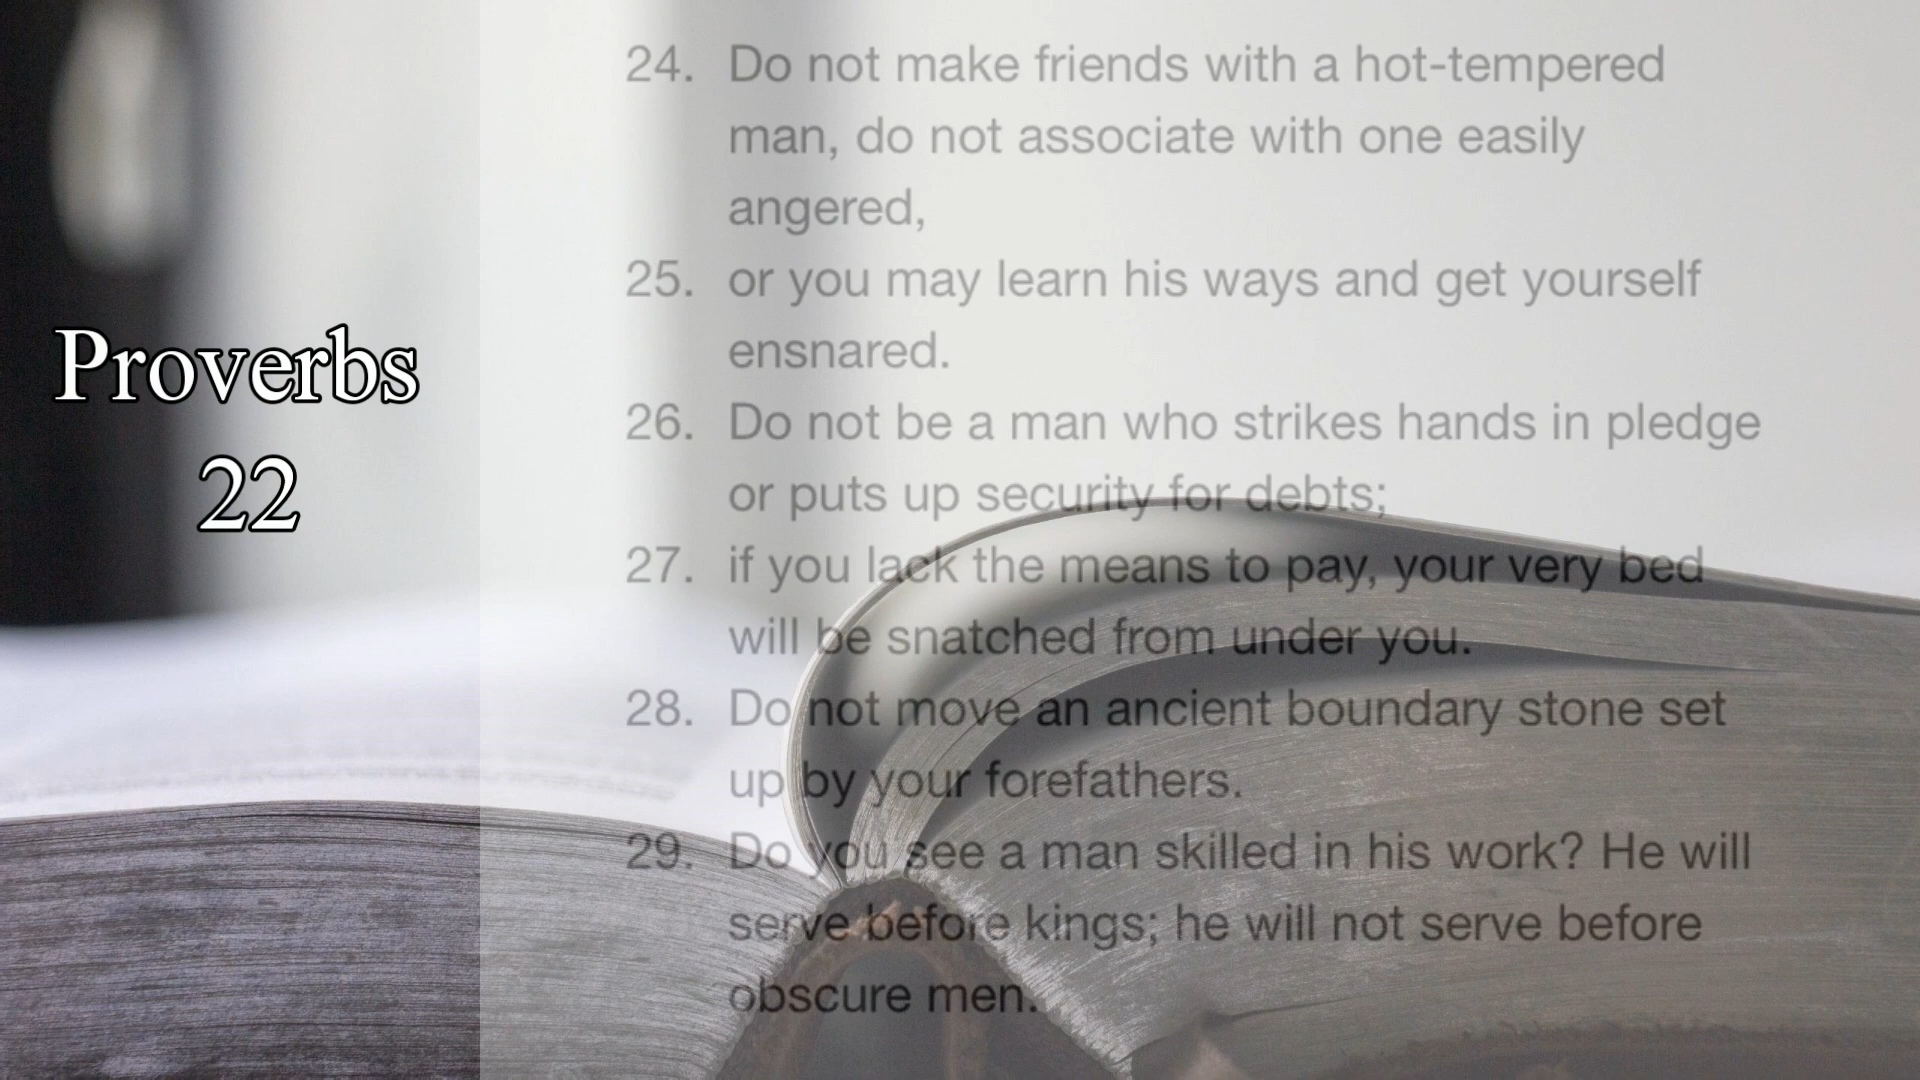 Proverbs
22
24. Do not make friends with a hot-tempered
man, do not associate with one easily
angered,
25. or you may learn his ways and get yourself
ensnared.
26. Do not be a man who strikes hands in pledge
or puts up security for debts;
27. if you lack the means to pay, your very bed
will be snatched from under you.
28. Do not move an ancient boundary stone set
up by your forefathers.
29. Do you see a man skilled in his work? He will
serve before kings; he will not serve before
obscure men.